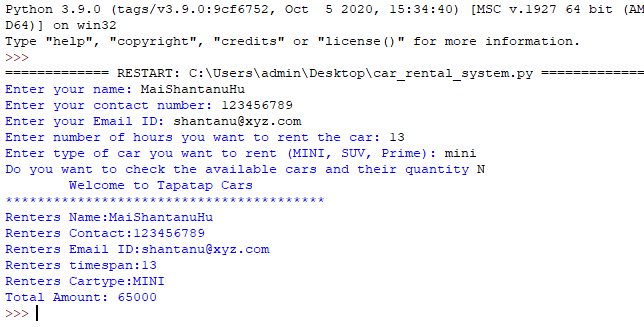 Python 3.9.0 (tags/v3.9.0:9cf6752, Oct  5 2020, 15:34:40) [MSC v.1927 64 bit (AM
D64)] on win32
Type "help", "copyright", "credits" or "license()" for more information.
>>>
============= RESTART: C:\Users\admin\Desktop\car_rental_system.py =============
Enter your name: MaiShantanuHu
Enter your contact number: 123456789
Enter your Email ID: shantanu@xyz.com
Enter number of hours you want to rent the car: 13
Enter type of car you want to rent (MINI, SUV, Prime): mini
Do you want to check the available cars and their quantity N
        Welcome to Tapatap Cars
****************************************
Renters Name:MaiShantanuHu
Renters Contact:123456789
Renters Email ID:shantanu@xyz.com
Renters timespan:13
Renters Cartype:MINI
Total Amount: 65000
>>>